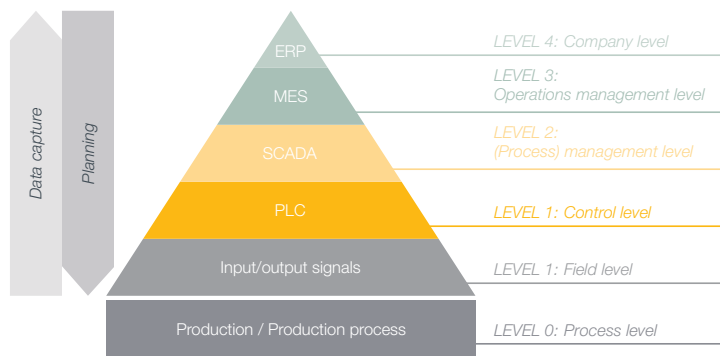 ERP
LEVEL 4: Company level
MES
LEVEL 3:
Operations management level
SCADA
LEVEL 2:
(Process) management level
PLC
LEVEL 1: Control level
Input/output signals
LEVEL 1: Field level
Production / Production process
LEVEL 0: Process level
Data capture
Planning